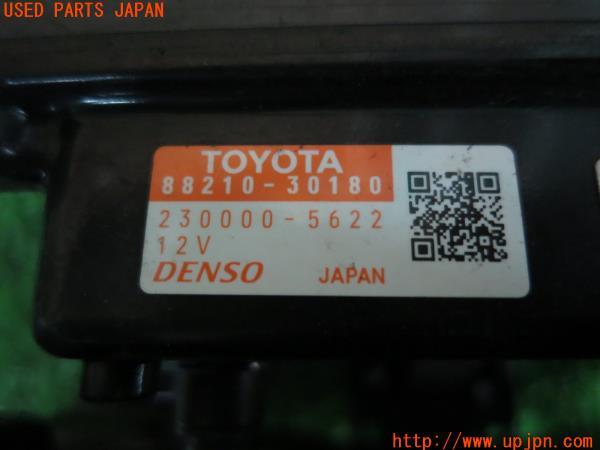 USED PARTS JAPAN
TOYOTA
88210-30180
230000-5622
12V
DENSO JAPAN
http://www.upjpn.com/